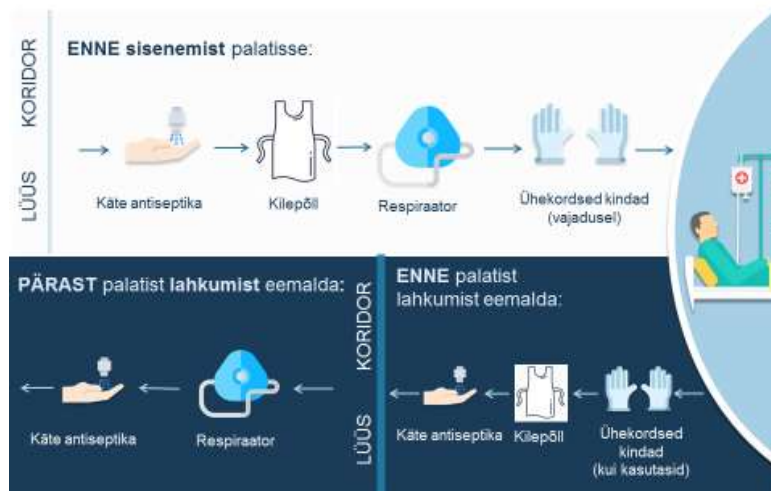 KORIDOR
LÜÜS
ENNE sisenemist palatisse:
Käte antiseptika
Kilepõll
Respiraator
Ühekordsed kindad
(vajadusel)
PÄRAST palatist lahkumist eemalda:
Käte antiseptika
Respiraator
KORIDOR
LÜÜS
ENNE palatist
lahkumist eemalda:
Käte antiseptika
Kilepõll
Ühekordsed
kindad
(kui kasutasid)